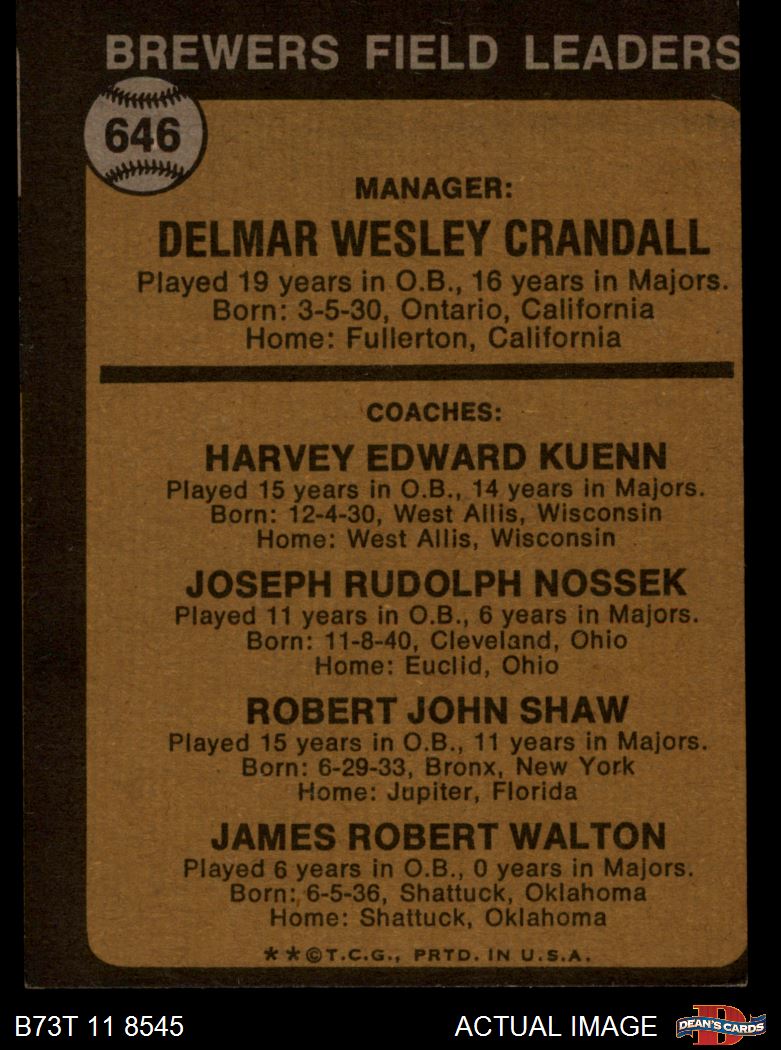 BREWERS FIELD LEADERS
646
MANAGER:
DELMAR WESLEY CRANDALL
Played 19 years in O.B., 16 years in Majors.
Born: 3-5-30, Ontario, California
Home: Fullerton, California
COACHES:
HARVEY EDWARD KUENN
Played 15 years in O.B., 14 years in Majors.
Born: 12-4-30, West Allis, Wisconsin
Home: West Allis, Wisconsin
JOSEPH RUDOLPH NOSSEK
Played 11 years in O.B., 6 years in Majors.
Born: 11-8-40, Cleveland, Ohio
Home: Euclid, Ohio
ROBERT JOHN SHAW
Played 15 years in O.B., 11 years in Majors.
Born: 6-29-33, Bronx, New York
Home: Jupiter, Florida
JAMES ROBERT WALTON
Played 6 years in O.B., 0 years in Majors.
Born: 6-5-36, Shattuck, Oklahoma
Home: Shattuck, Oklahoma
**©T.C.G., PRTD. IN U.S.A.
B73T 11 8545 ACTUAL IMAGE
D
DEAN'S CARDS